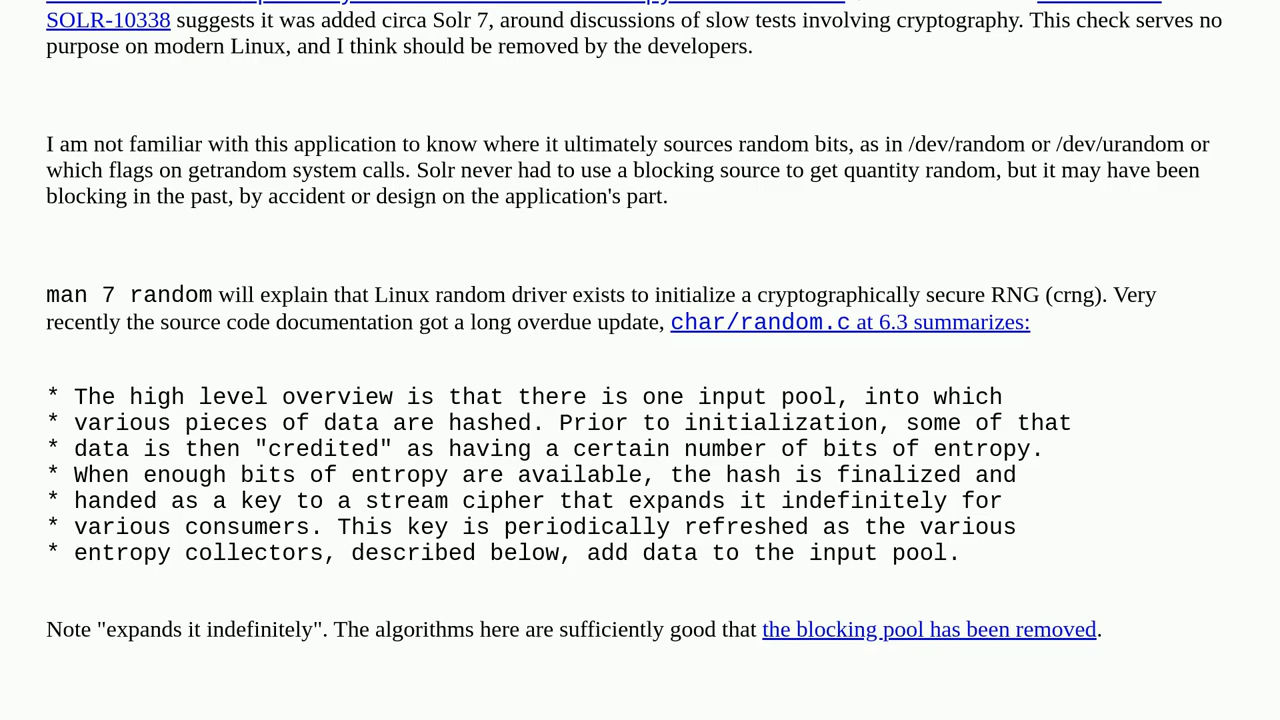 SOLR-10338 suggests it was added circa Solr 7, around discussions of slow tests involving cryptography. This check serves no
purpose on modern Linux, and I think should be removed by the developers.
I am not familiar with this application to know where it ultimately sources random bits, as in /dev/random or /dev/urandom or
which flags on getrandom system calls. Solr never had to use a blocking source to get quantity random, but it may have been
blocking in the past, by accident or design on the application's part.
man 7 random will explain that Linux random driver exists to initialize a cryptographically secure RNG (crng). Very
recently the source code documentation got a long overdue update, char/random.c at 6.3 summarizes:
* The high level overview is that there is one input pool, into which
* various pieces of data are hashed. Prior to initialization, some of that
* data is then "credited" as having a certain number of bits of entropy.
* When enough bits of entropy are available, the hash is finalized and
* handed as a key to a stream cipher that expands it indefinitely for
* various consumers. This key is periodically refreshed as the various
* entropy collectors, described below, add data to the input pool.
Note "expands it indefinitely". The algorithms here are sufficiently good that the blocking pool has been removed.